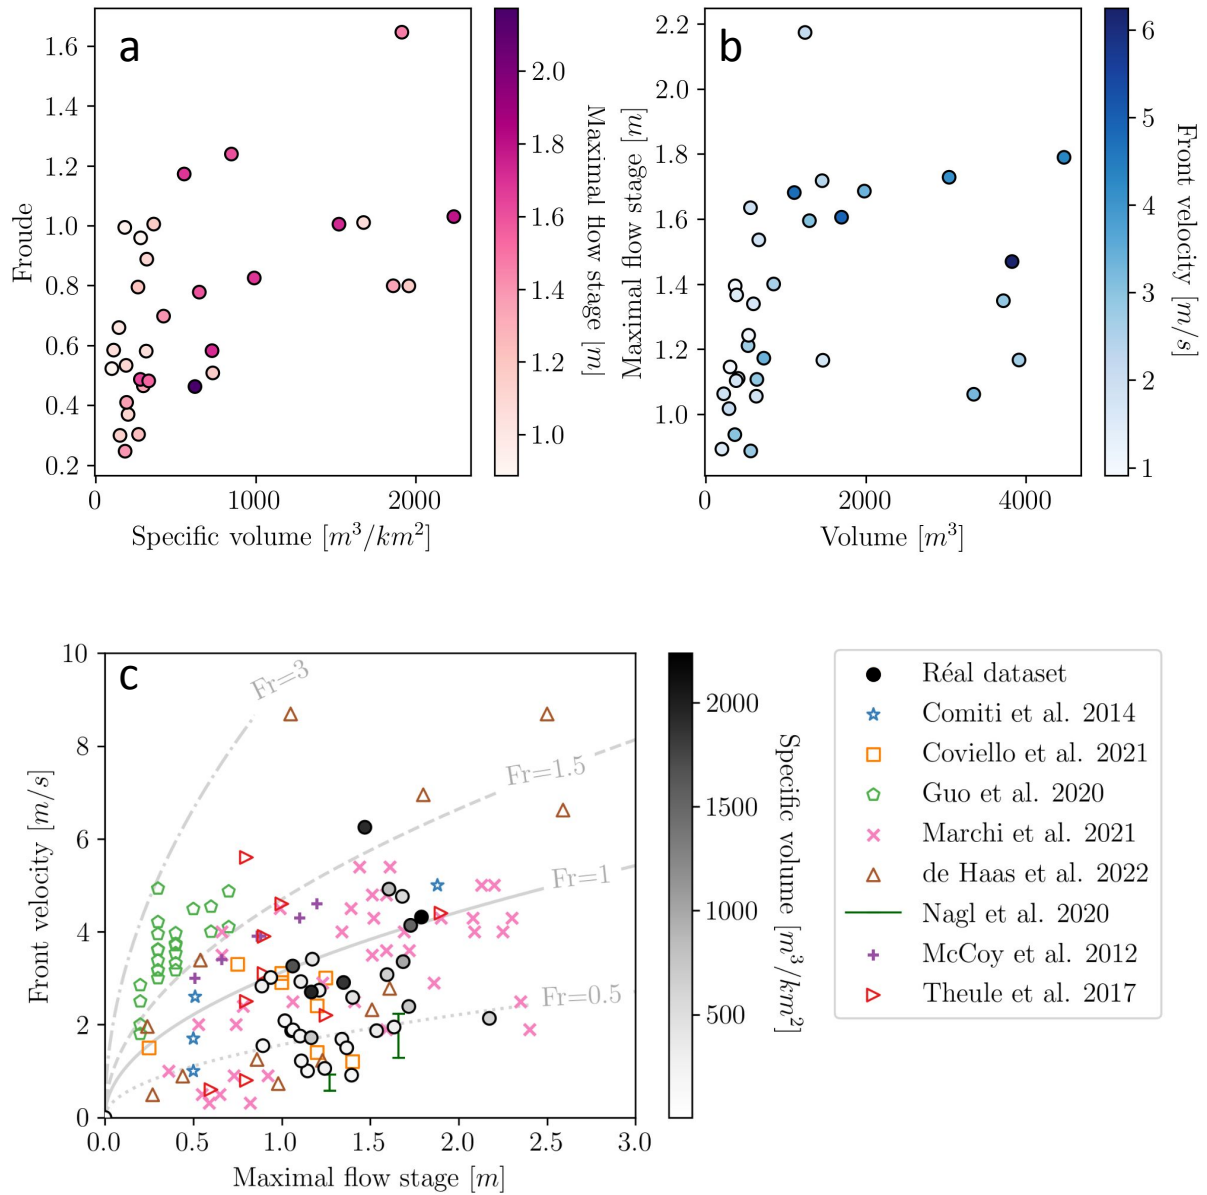 a
1.6
1.4
1.2
1.0
0.8
0.6
0.4
0.2
Froude
0
1000
2000
Specific volume [m³/km²]
2.0
1.8
1.6
1.4
1.2
1.0
Maximal flow stage [m]
b
2.2
2.0
1.8
1.6
1.4
1.2
1.0
Maximal flow stage [m]
0
2000
4000
Volume [m³]
6
5
4
3
2
1
Front velocity [m/s]
c
10
8
6
4
2
0
Front velocity [m/s]
Fr=3
Fr=1.5
Fr=1
Fr=0.5
0.0
0.5
1.0
1.5
2.0
2.5
3.0
Maximal flow stage [m]
2000
1500
1000
500
Specific volume [m³/km²]
Réal dataset
Comiti et al. 2014
Coviello et al. 2021
Guo et al. 2020
Marchi et al. 2021
de Haas et al. 2022
Nagl et al. 2020
McCoy et al. 2012
Theule et al. 2017